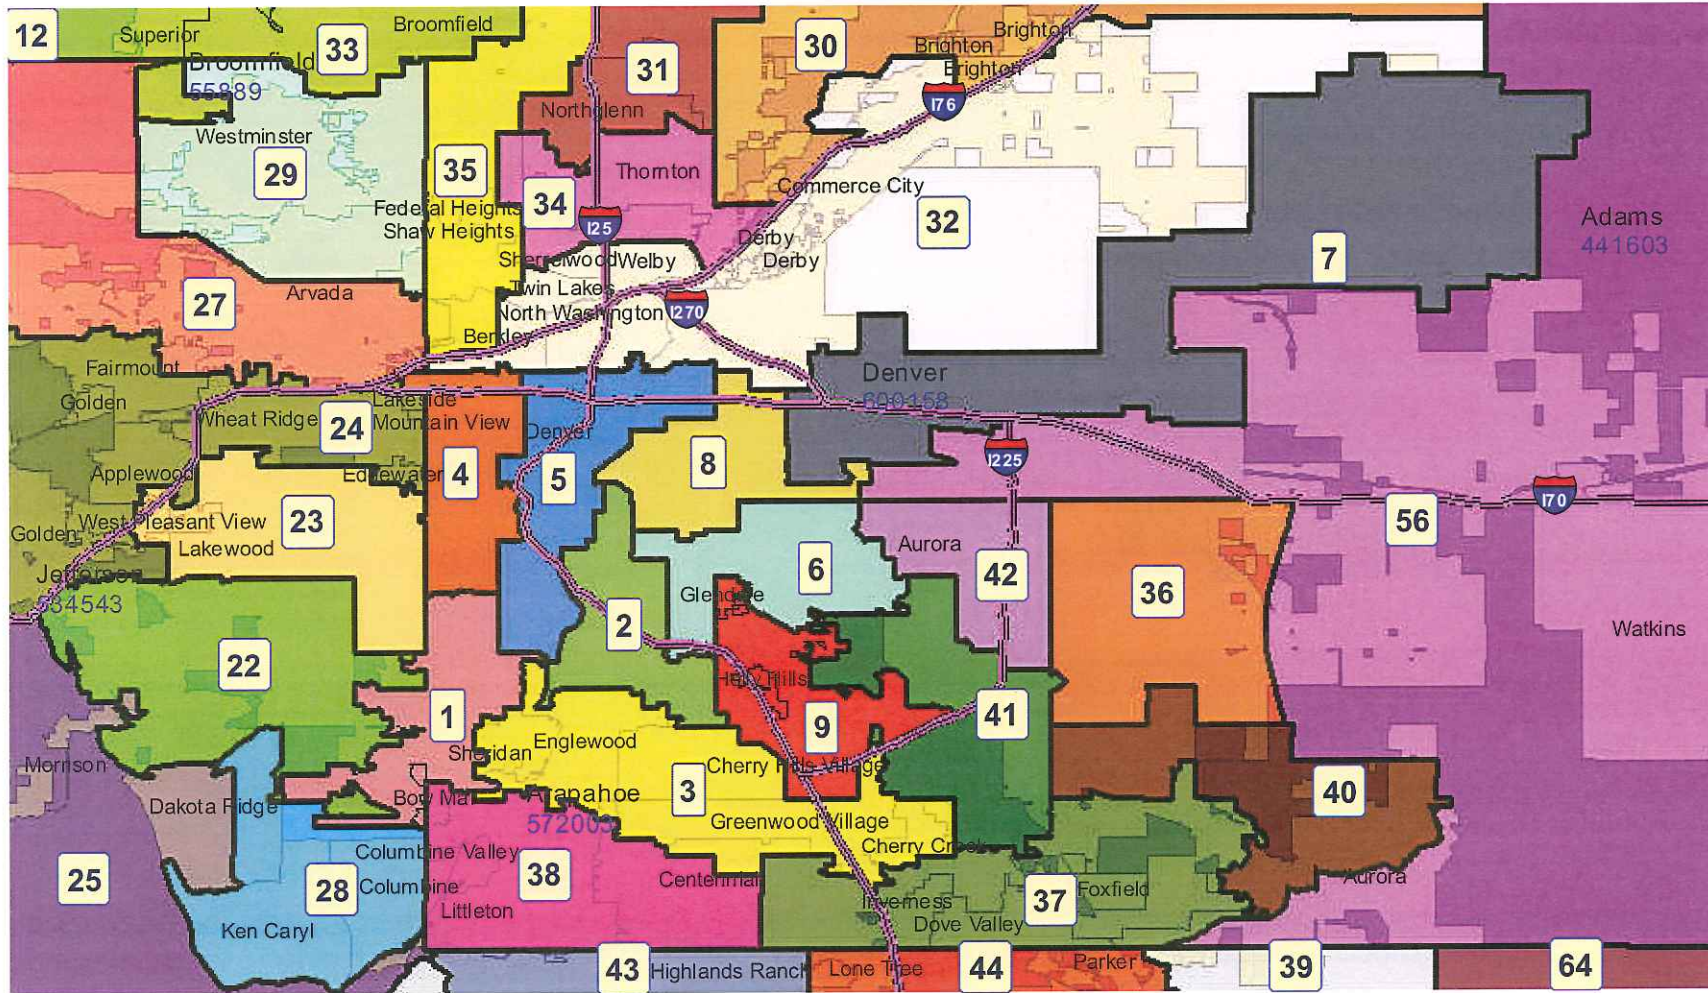 12
Superior
33
Broomfield
31
30
Brighton
Brighton
Brighton
Broomfield
55889
I76
Northglenn
Westminster
29
35
Thornton
Commerce City
34
Federal Heights
Shaw Heights
I25
32
Adams
441603
Derby
Derby
7
Sherrelwood
Welby
Twin Lakes
27
Arvada
North Washington
I270
Berkley
Fairmount
Golden
Denver
600158
Lakeside
Wheat Ridge
24
Mountain View
Denver
I225
Applewood
Edgewater
4
5
8
I70
West Pleasant View
23
56
Golden
Lakewood
Aurora
Jefferson
534543
6
42
36
Glendale
2
Watkins
22
Holly Hills
1
9
41
Sheridan
Englewood
Morrison
Cherry Hills Village
Dakota Ridge
Bow Mar
Arapahoe
572003
3
40
Greenwood Village
Columbine Valley
Cherry Creek
25
28
Columbine
38
Centennial
Aurora
Littleton
Inverness
37
Foxfield
Ken Caryl
Dove Valley
43
Highlands Ranch
Lone Tree
44
Parker
39
64